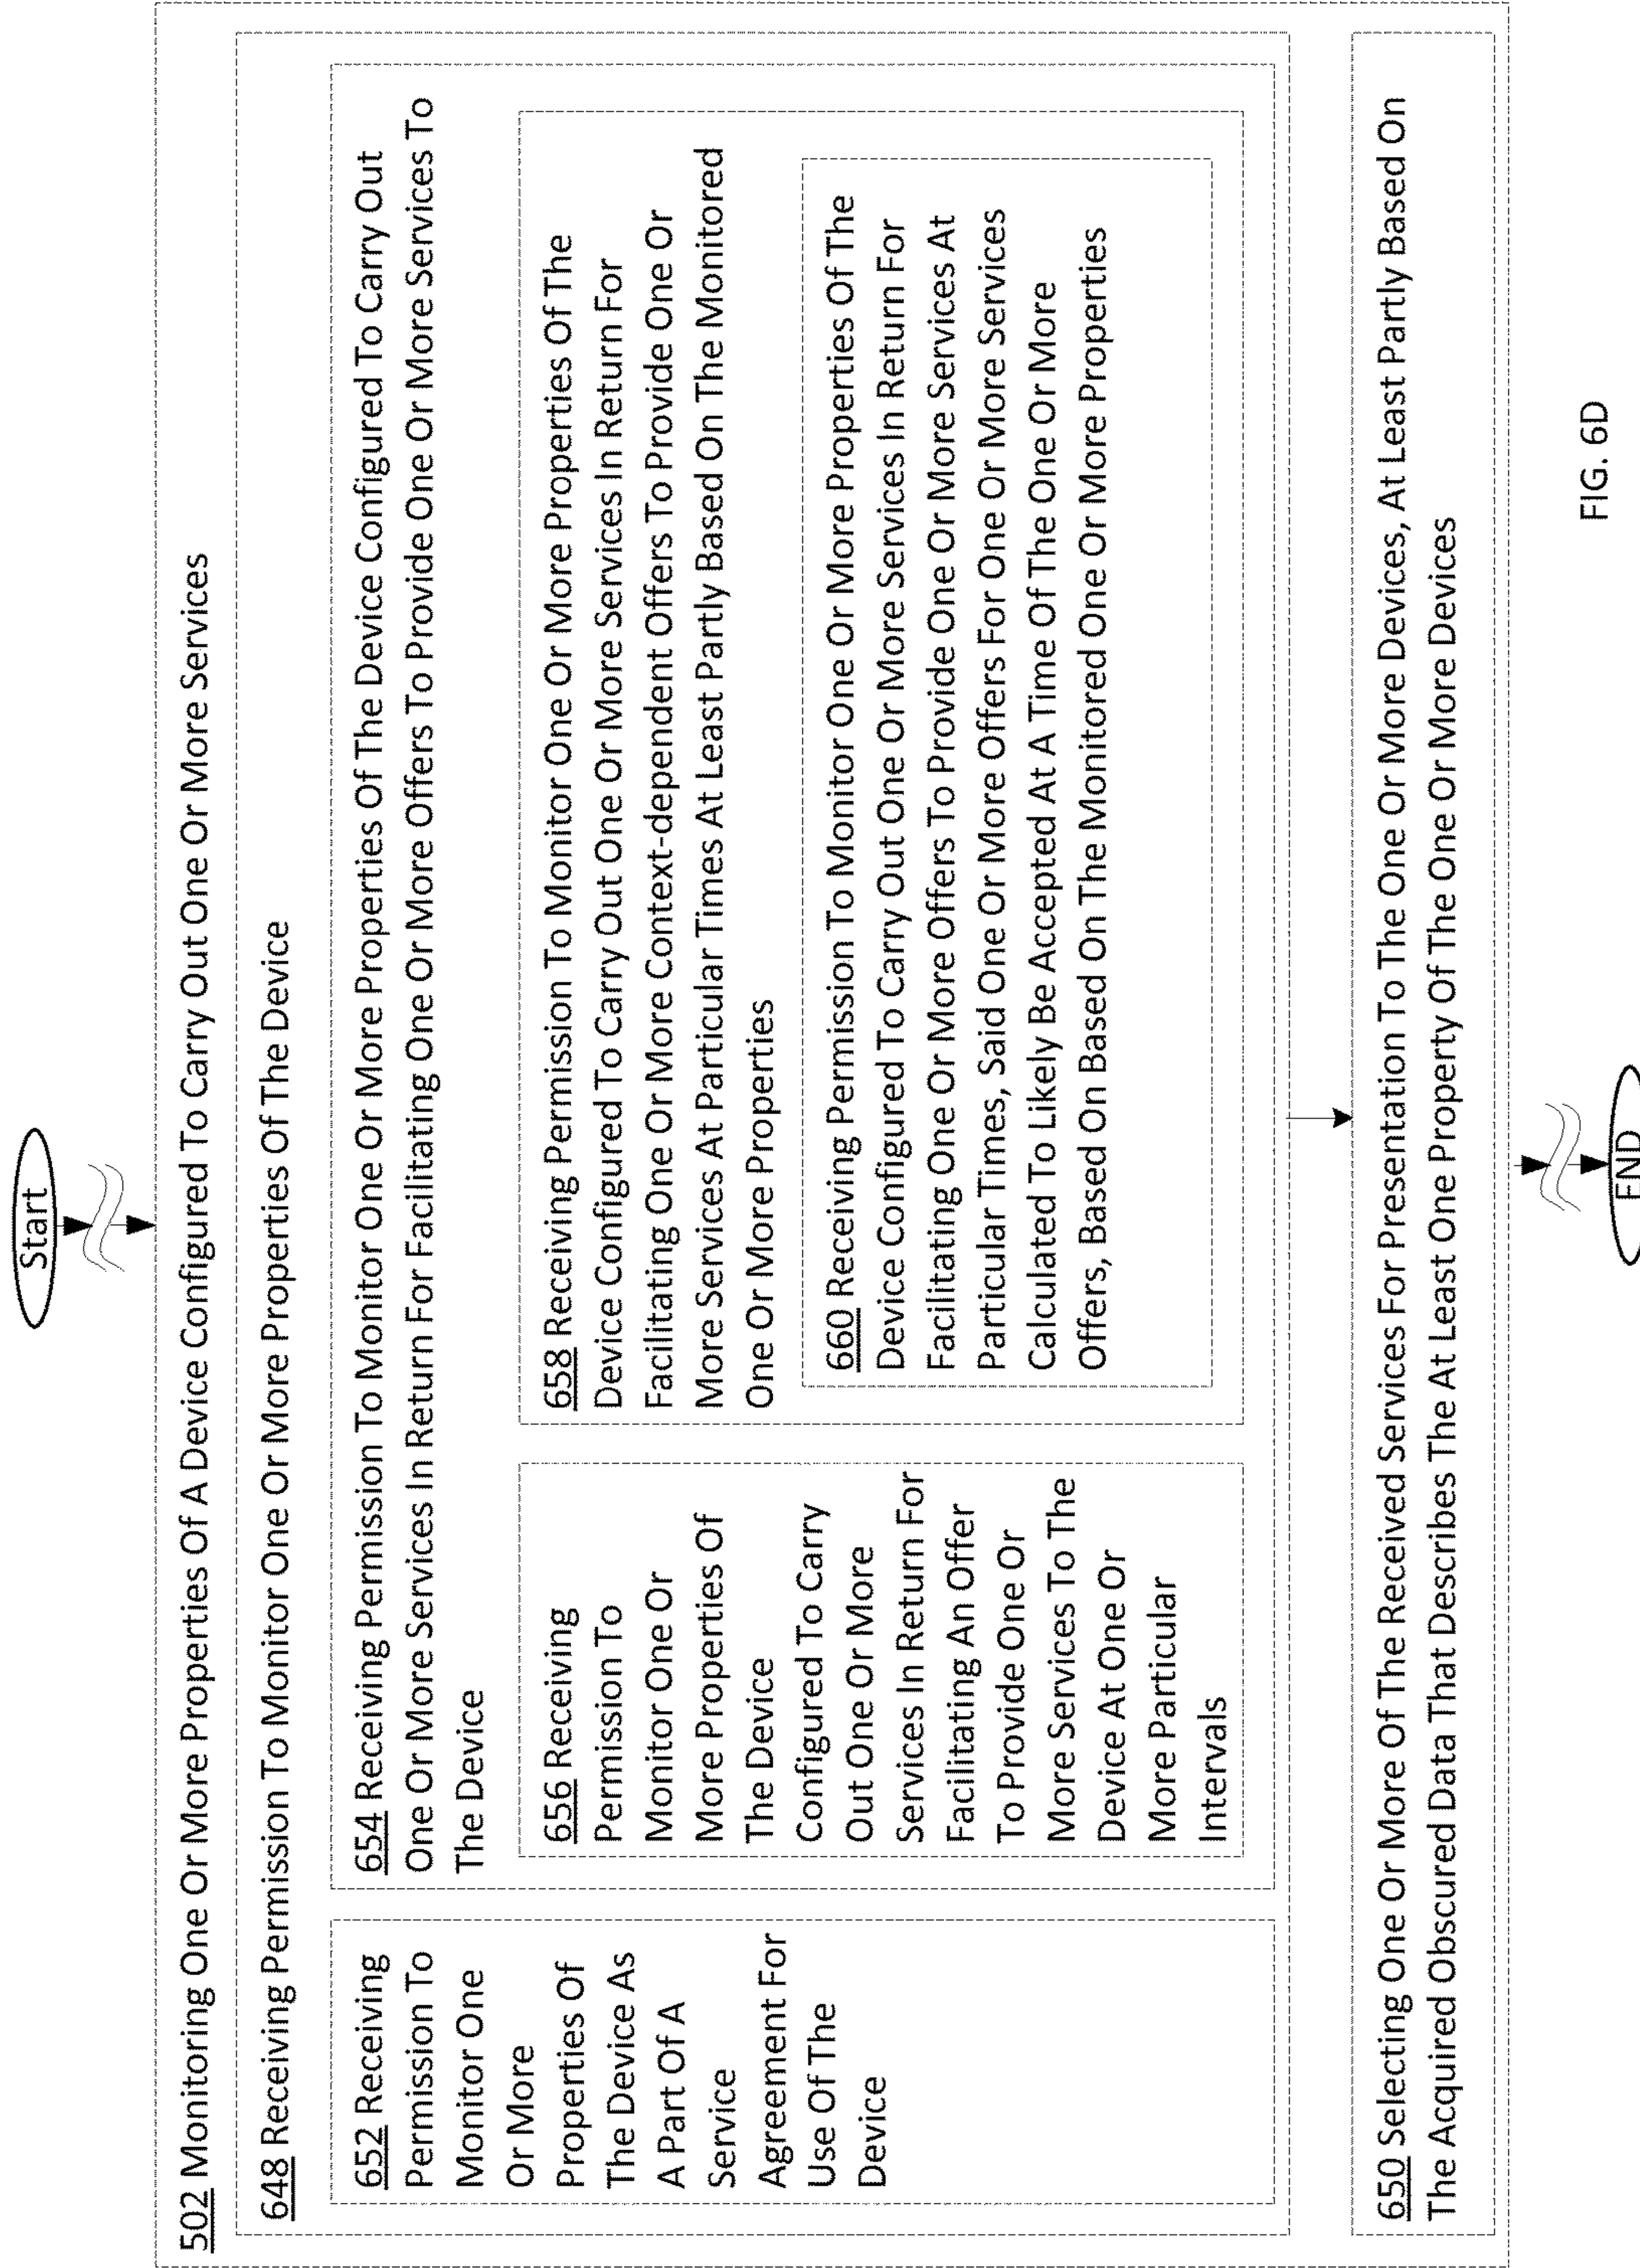 Start
502 Monitoring One Or More Properties Of A Device Configured To Carry Out One Or More Services
648 Receiving Permission To Monitor One Or More Properties Of The Device
652 Receiving
Permission To
Monitor One
Or More
Properties Of
The Device As
A Part Of A
Service
Agreement For
Use Of The
Device
654 Receiving Permission To Monitor One Or More Properties Of The Device Configured To Carry Out
One Or More Services In Return For Facilitating One Or More Offers To Provide One Or More Services To
The Device
656 Receiving
Permission To
Monitor One Or
More Properties Of
The Device
Configured To Carry
Out One Or More
Services In Return For
Facilitating An Offer
To Provide One Or
More Services To The
Device At One Or
More Particular
Intervals
658 Receiving Permission To Monitor One Or More Properties Of The
Device Configured To Carry Out One Or More Services In Return For
Facilitating One Or More Context-dependent Offers To Provide One Or
More Services At Particular Times At Least Partly Based On The Monitored
One Or More Properties
660 Receiving Permission To Monitor One Or More Properties Of The
Device Configured To Carry Out One Or More Services In Return For
Facilitating One Or More Offers To Provide One Or More Services At
Particular Times, Said One Or More Offers For One Or More Services
Calculated To Likely Be Accepted At A Time Of The One Or More
Offers, Based On Based On The Monitored One Or More Properties
650 Selecting One Or More Of The Received Services For Presentation To The One Or More Devices, At Least Partly Based On
The Acquired Obscured Data That Describes The At Least One Property Of The One Or More Devices
END
FIG. 6D